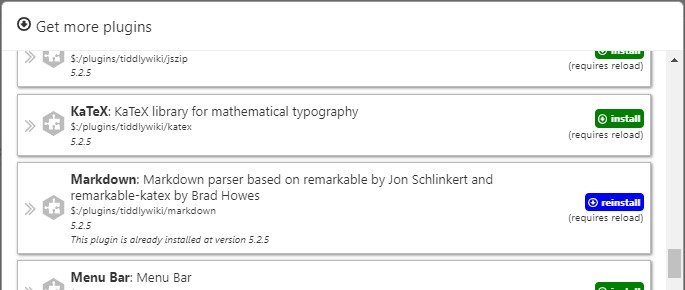 Get more plugins
install
$:/plugins/tiddlywiki/jszip
(requires reload)
5.2.5
KaTeX: KaTeX library for mathematical typography
install
$:/plugins/tiddlywiki/katex
(requires reload)
5.2.5
Markdown: Markdown parser based on remarkable by Jon Schlinkert and
remarkable-katex by Brad Howes
reinstall
$:/plugins/tiddlywiki/markdown
(requires reload)
5.2.5
This plugin is already installed at version 5.2.5
Menu Bar: Menu Bar
install